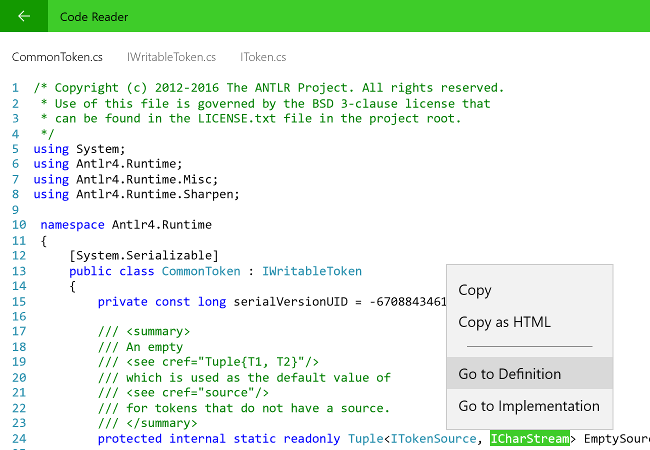 Code Reader
CommonToken.cs IWritableToken.cs IToken.cs
1 /* Copyright (c) 2012-2016 The ANTLR Project. All rights reserved.
2 * Use of this file is governed by the BSD 3-clause license that
3 * can be found in the LICENSE.txt file in the project root.
4 */
5 using System;
6 using Antlr4.Runtime;
7 using Antlr4.Runtime.Misc;
8 using Antlr4.Runtime.Sharpen;
9
10 namespace Antlr4.Runtime
11 {
12 [System.Serializable]
13 public class CommonToken : IWritableToken
14 {
15 private const long serialVersionUID = -6708843461
16
17 /// <summary>
18 /// An empty
19 /// <see cref="Tuple{T1, T2}"/>
20 /// which is used as the default value of
21 /// <see cref="source"/>
22 /// for tokens that do not have a source.
23 /// </summary>
24 protected internal static readonly Tuple<ITokenSource, ICharStream> EmptySourc
Copy
Copy as HTML
Go to Definition
Go to Implementation